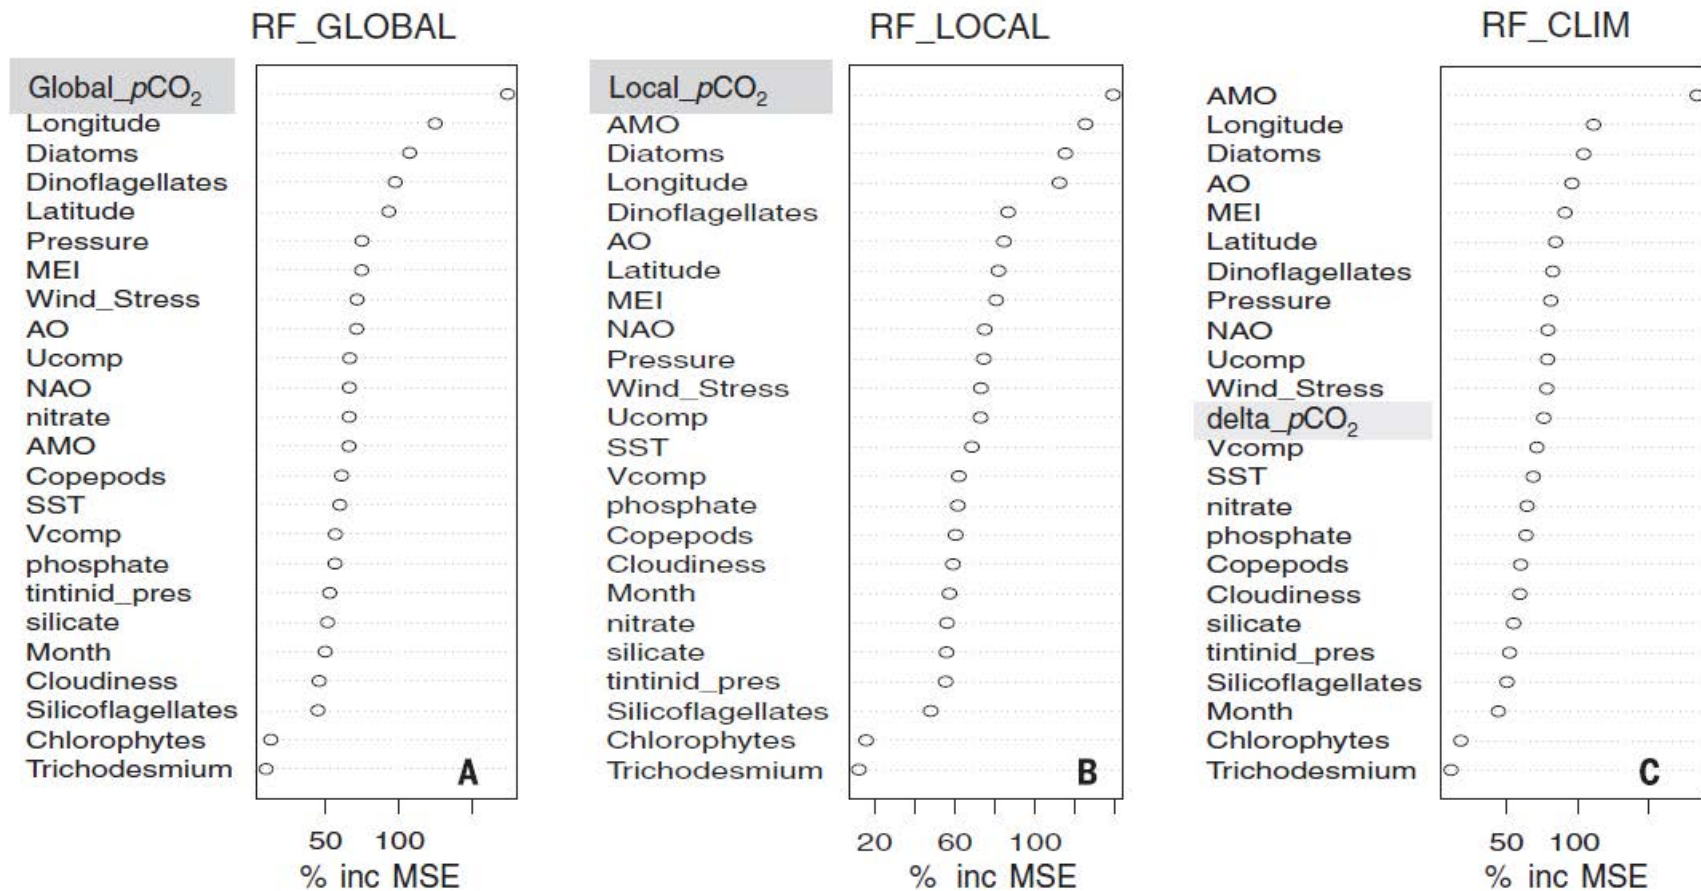 RF_GLOBAL
Global_pCO₂
Longitude
Diatoms
Dinoflagellates
Latitude
Pressure
MEI
Wind_Stress
AO
Ucomp
NAO
nitrate
AMO
Copepods
SST
Vcomp
phosphate
tintinid_pres
silicate
Month
Cloudiness
Silicoflagellates
Chlorophytes
Trichodesmium
A
50 100
% inc MSE
RF_LOCAL
Local_pCO₂
AMO
Diatoms
Longitude
Dinoflagellates
AO
Latitude
MEI
NAO
Pressure
Wind_Stress
Ucomp
SST
Vcomp
phosphate
Copepods
Cloudiness
Month
nitrate
silicate
tintinid_pres
Silicoflagellates
Chlorophytes
Trichodesmium
B
20 60 100
% inc MSE
RF_CLIM
AMO
Longitude
Diatoms
AO
MEI
Latitude
Dinoflagellates
Pressure
NAO
Ucomp
Wind_Stress
delta_pCO₂
Vcomp
SST
nitrate
phosphate
Copepods
Cloudiness
silicate
tintinid_pres
Silicoflagellates
Month
Chlorophytes
Trichodesmium
C
50 100
% inc MSE